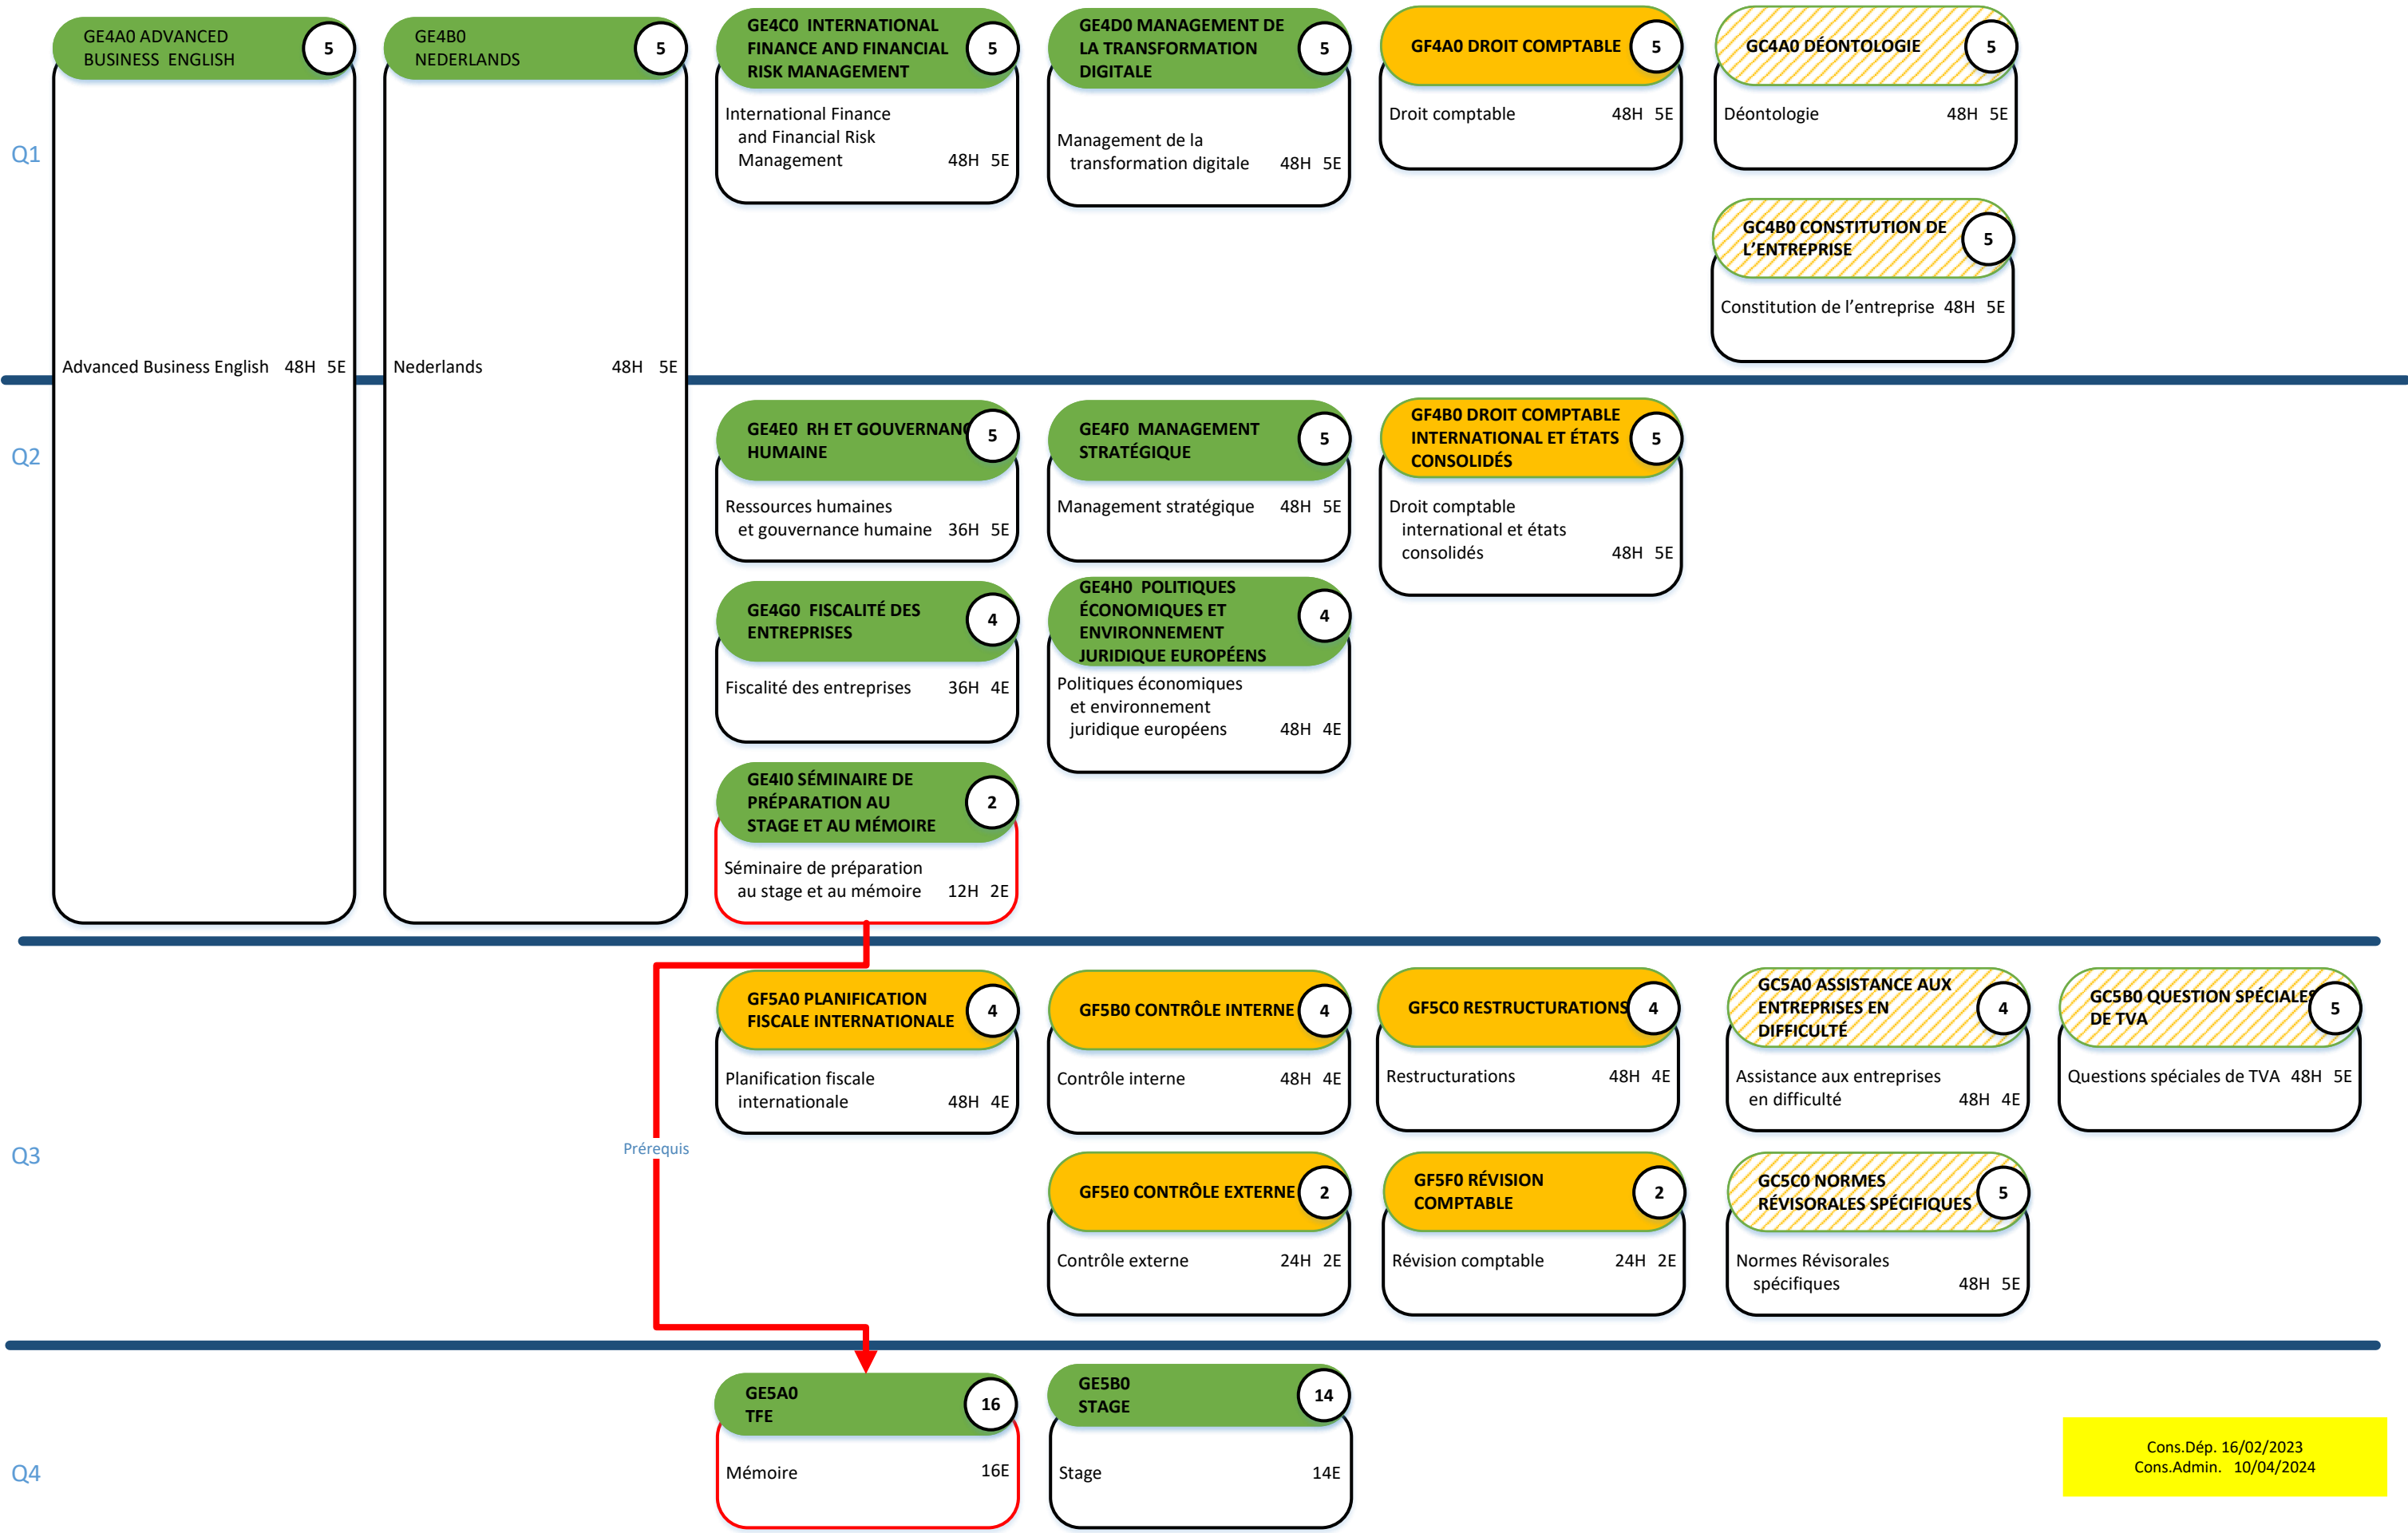 GE4A0 ADVANCED
BUSINESS ENGLISH
5
Advanced Business English 48H 5E
GE4B0
NEDERLANDS
5
Nederlands 48H 5E
Q1
GE4C0 INTERNATIONAL
FINANCE AND FINANCIAL
RISK MANAGEMENT
5
International Finance
and Financial Risk
Management 48H 5E
GE4D0 MANAGEMENT DE
LA TRANSFORMATION
DIGITALE
5
Management de la
transformation digitale 48H 5E
GF4A0 DROIT COMPTABLE
5
Droit comptable 48H 5E
GC4A0 DÉONTOLOGIE
5
Déontologie 48H 5E
GC4B0 CONSTITUTION DE
L’ENTREPRISE
5
Constitution de l’entreprise 48H 5E
Q2
GE4E0 RH ET GOUVERNANC
HUMAINE
5
Ressources humaines
et gouvernance humaine 36H 5E
GE4F0 MANAGEMENT
STRATÉGIQUE
5
Management stratégique 48H 5E
GF4B0 DROIT COMPTABLE
INTERNATIONAL ET ÉTATS
CONSOLIDÉS
5
Droit comptable
international et états
consolidés 48H 5E
GE4G0 FISCALITÉ DES
ENTREPRISES
4
Fiscalité des entreprises 36H 4E
GE4H0 POLITIQUES
ÉCONOMIQUES ET
ENVIRONNEMENT
JURIDIQUE EUROPÉENS
4
Politiques économiques
et environnement
juridique européens 48H 4E
GE4I0 SÉMINAIRE DE
PRÉPARATION AU
STAGE ET AU MÉMOIRE
2
Séminaire de préparation
au stage et au mémoire 12H 2E
Q3
Prérequis
GF5A0 PLANIFICATION
FISCALE INTERNATIONALE
4
Planification fiscale
internationale 48H 4E
GF5B0 CONTRÔLE INTERNE
4
Contrôle interne 48H 4E
GF5C0 RESTRUCTURATIONS
4
Restructurations 48H 4E
GC5A0 ASSISTANCE AUX
ENTREPRISES EN
DIFFICULTÉ
4
Assistance aux entreprises
en difficulté 48H 4E
GC5B0 QUESTION SPÉCIALES
DE TVA
5
Questions spéciales de TVA 48H 5E
GF5E0 CONTRÔLE EXTERNE
2
Contrôle externe 24H 2E
GF5F0 RÉVISION
COMPTABLE
2
Révision comptable 24H 2E
GC5C0 NORMES
RÉVISORALES SPÉCIFIQUES
5
Normes Révisorales
spécifiques 48H 5E
Q4
GE5A0
TFE
16
Mémoire 16E
GE5B0
STAGE
14
Stage 14E
Cons.Dép. 16/02/2023
Cons.Admin. 10/04/2024